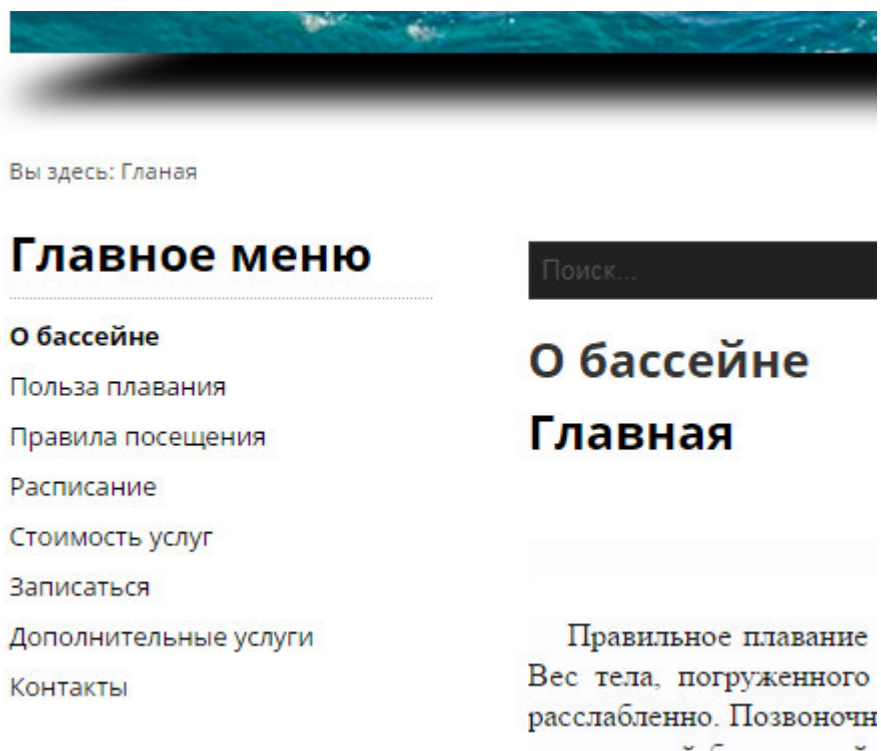 Вы здесь: Гланая
Главное меню
О бассейне
Польза плавания
Правила посещения
Расписание
Стоимость услуг
Записаться
Дополнительные услуги
Контакты
Поиск...
О бассейне
Главная
Правильное плавание
Вес тела, погруженного
расслабленно. Позвоночн